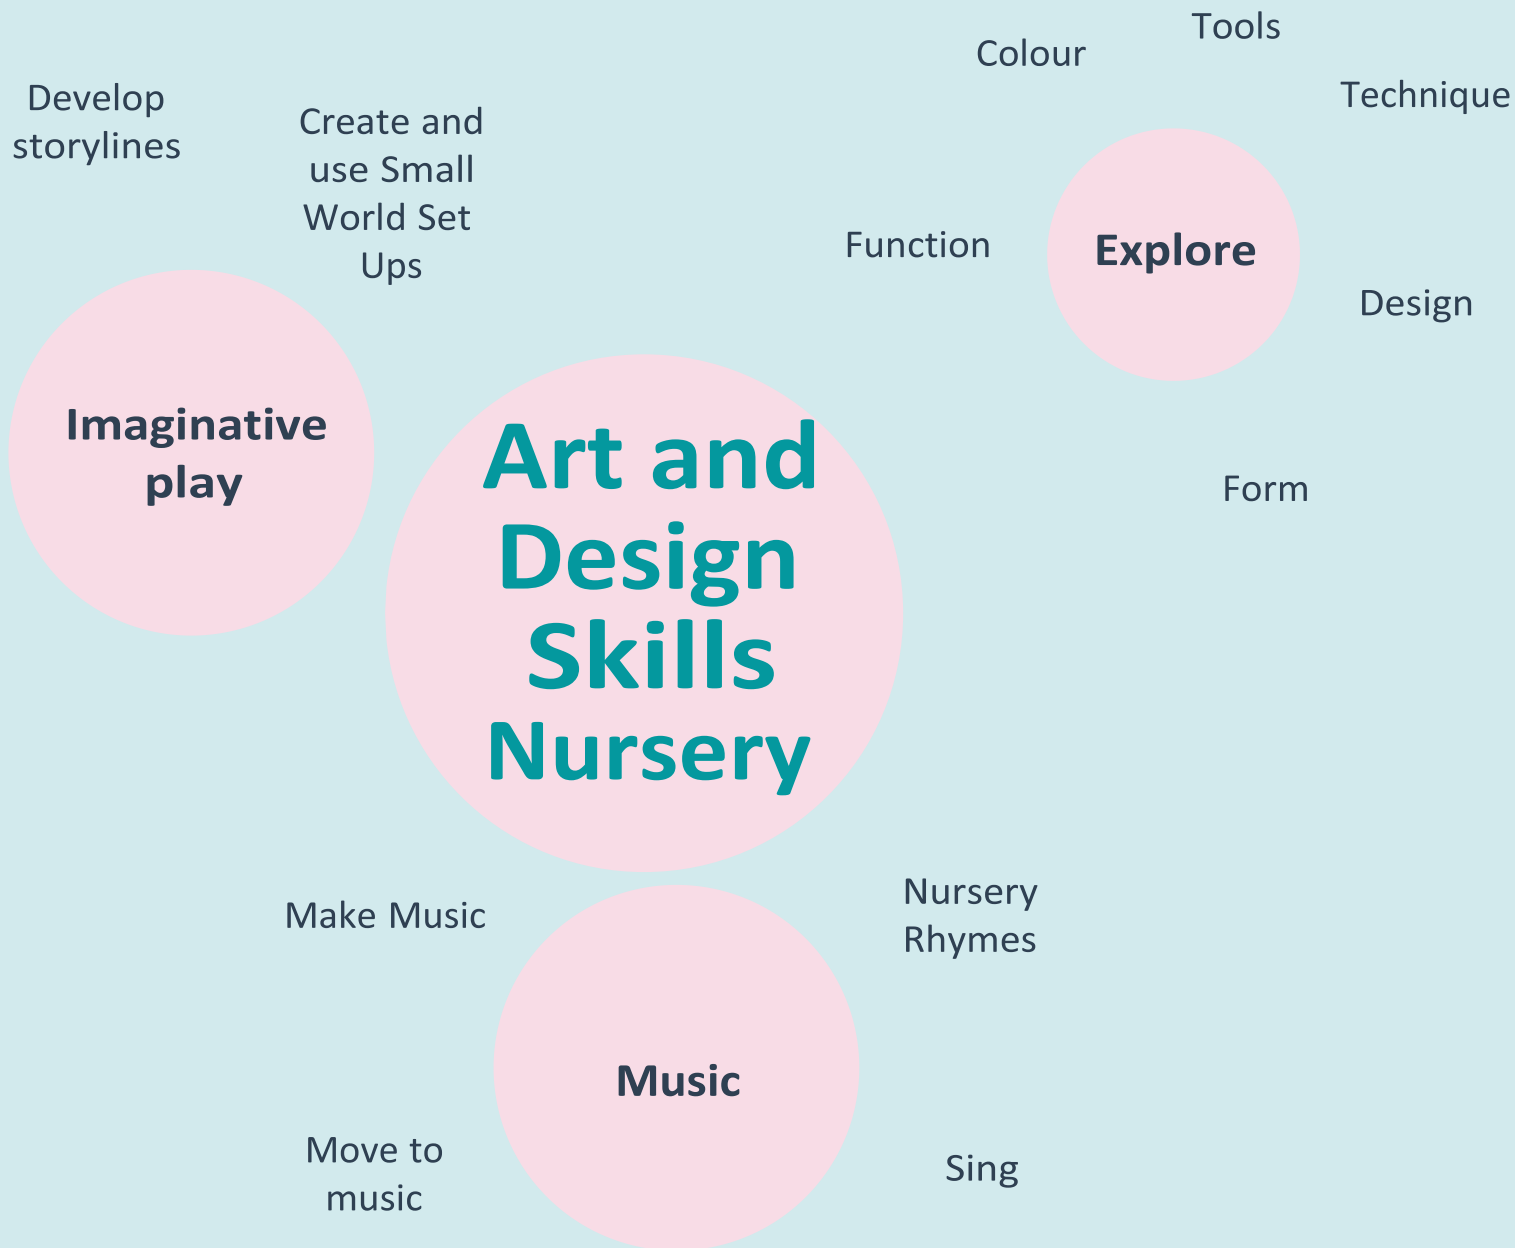 Tools
Colour
Technique
Develop
storylines
Create and
use Small
World Set
Ups
Function
Explore
Design
Imaginative
play
Art and
Design
Skills
Nursery
Form
Make Music
Nursery
Rhymes
Music
Move to
music
Sing